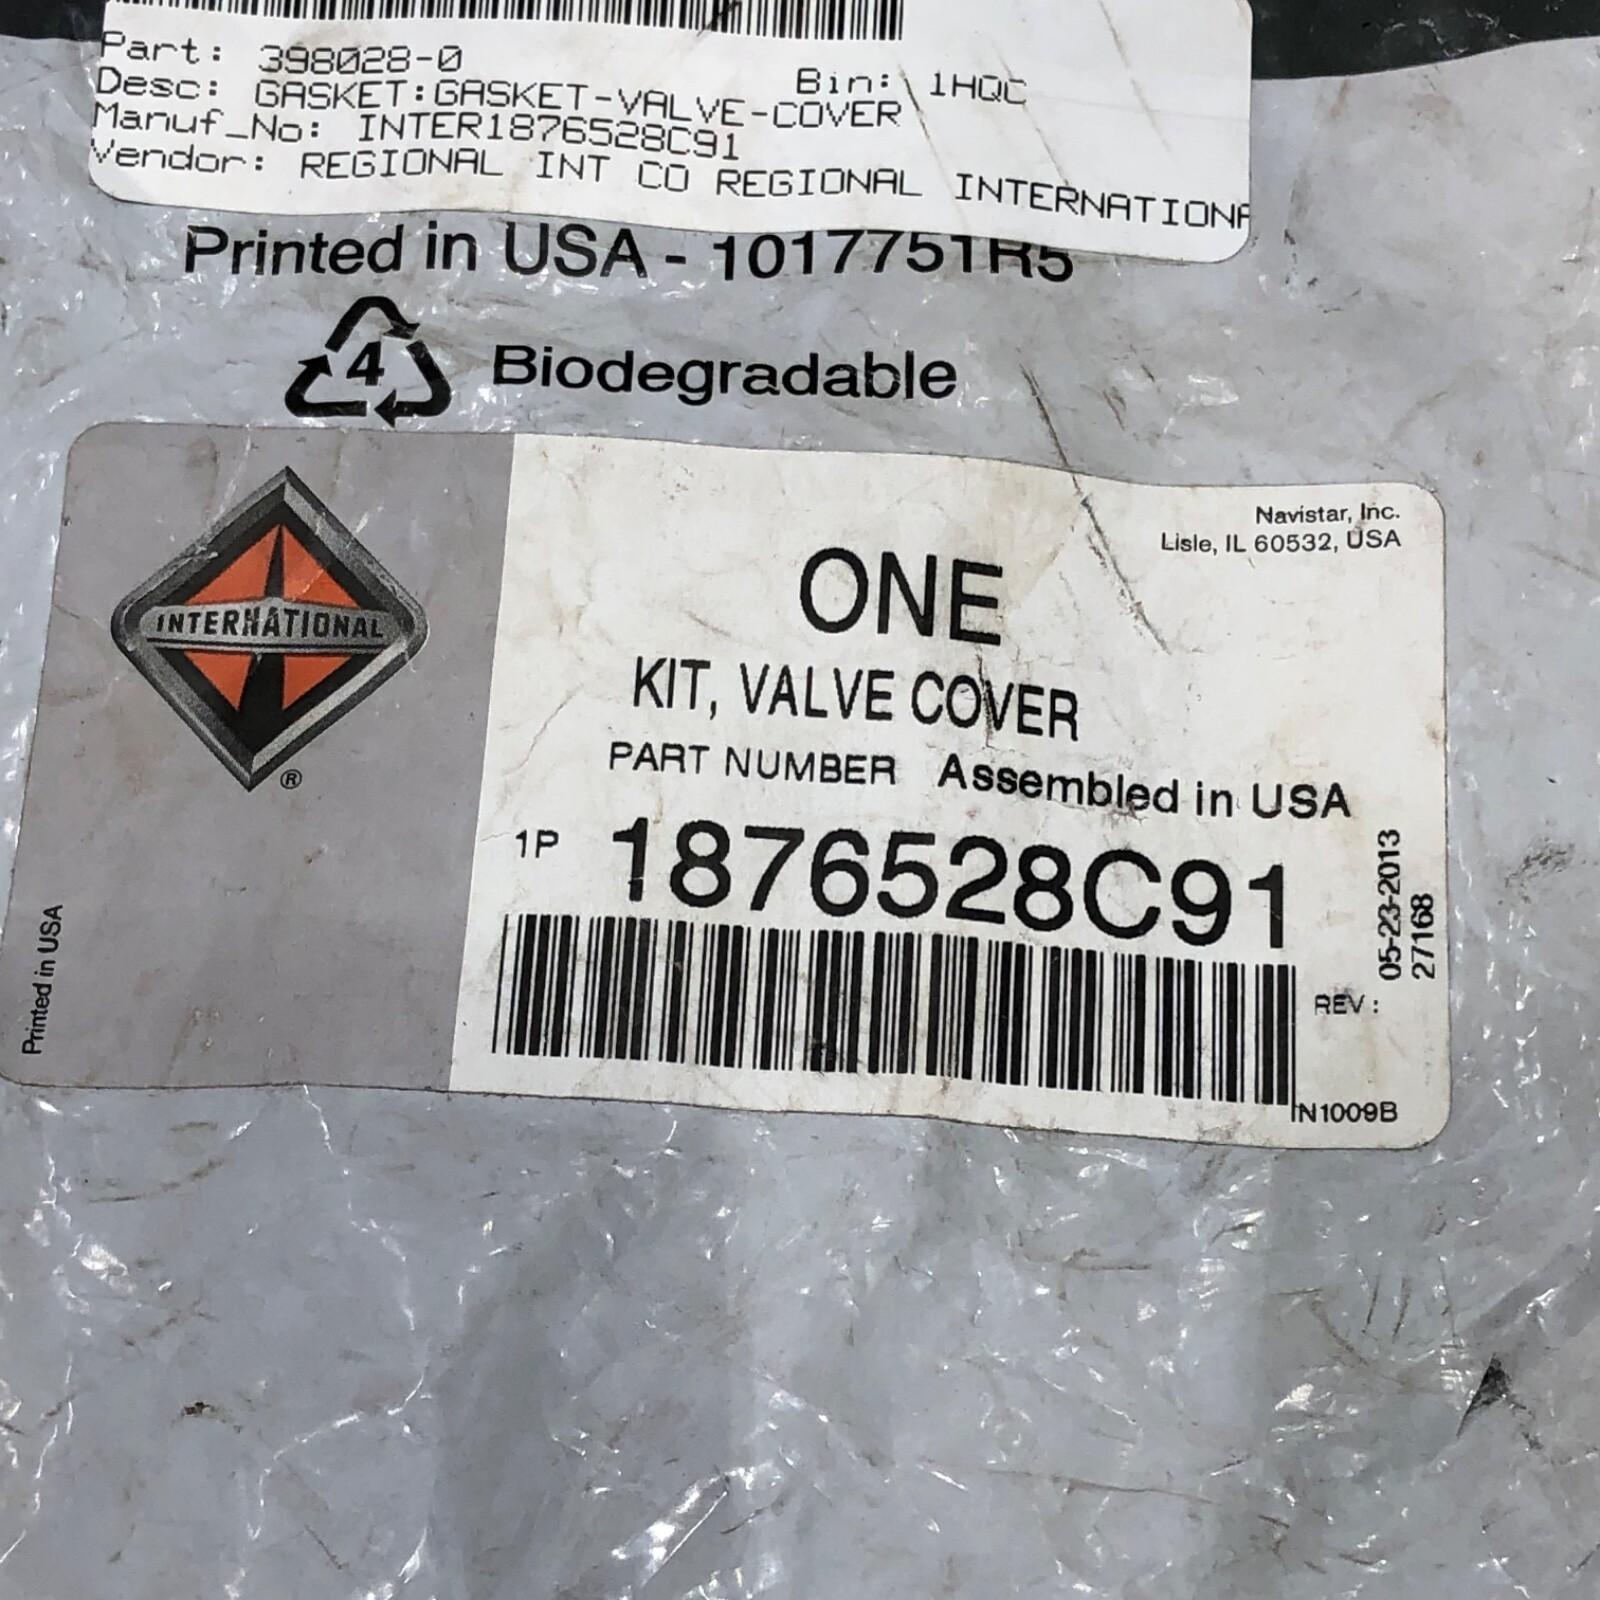 Part: 398028-0 Bin: 1HQC
Desc: GASKET:GASKET-VALVE-COVER
Manuf_No: INTER1876528C91
Vendor: REGIONAL INT CO REGIONAL INTERNATIONA
Printed in USA - 1017751R5
4 Biodegradable
INTERNATIONAL
®
Navistar, Inc.
Lisle, IL 60532, USA
ONE
KIT, VALVE COVER
PART NUMBER Assembled in USA
1P 1876528C91
REV:
05-23-2013
27168
IN1009B
Printed in USA